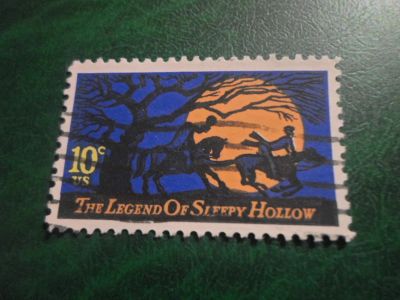 10c
US
THE LEGEND OF SLEEPY HOLLOW